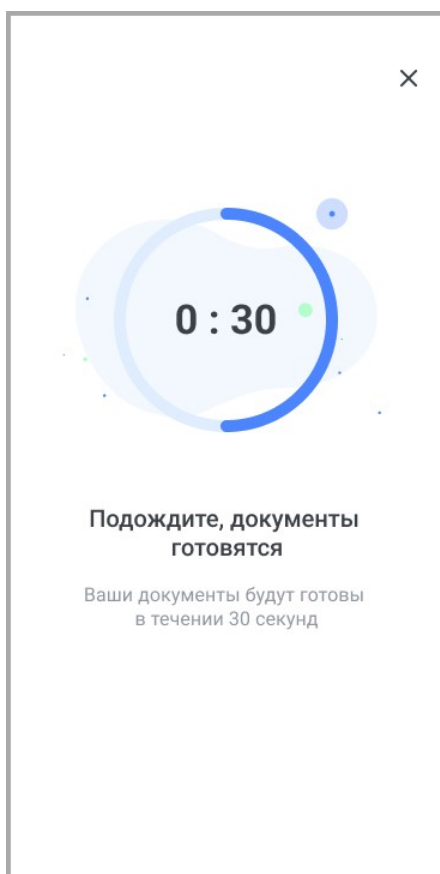 0 : 30
Подождите, документы
готовятся
Ваши документы будут готовы
в течении 30 секунд